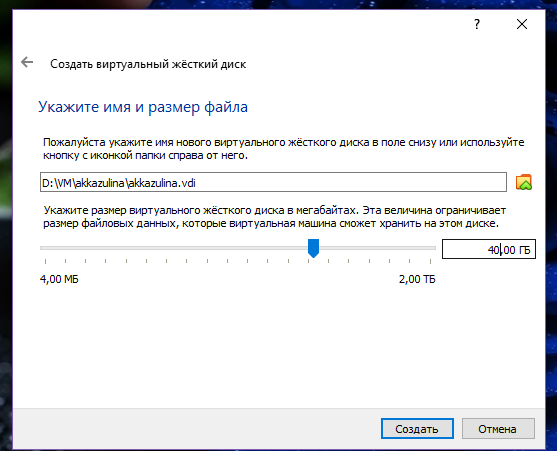 ?
Создать виртуальный жёсткий диск
Укажите имя и размер файла
Пожалуйста укажите имя нового виртуального жёсткого диска в поле снизу или используйте
кнопку с иконкой папки справа от него.
D:\VM\akkazulina\akkazulina.vdi
Укажите размер виртуального жёсткого диска в мегабайтах. Эта величина ограничивает
размер файловых данных, которые виртуальная машина сможет хранить на этом диске.
40,00 ГБ
4,00 МБ 2,00 ТБ
Создать Отмена